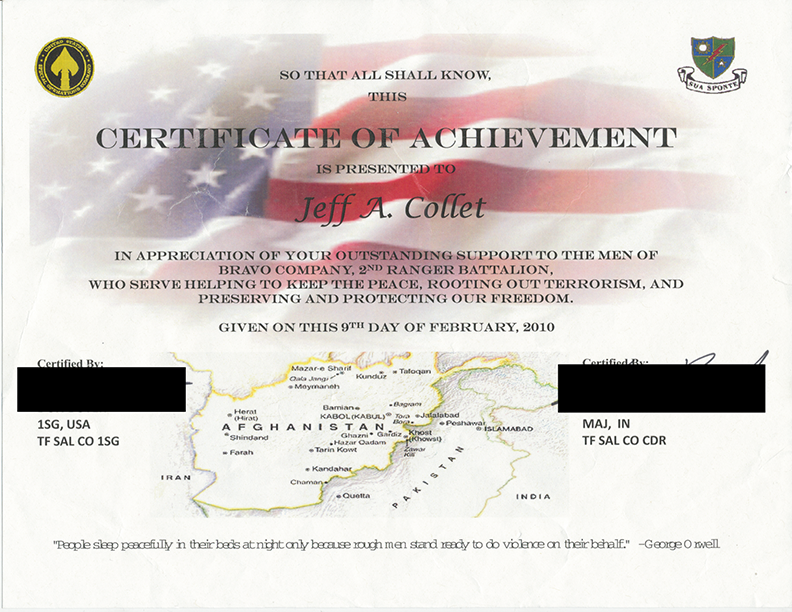 UNITED STATES SPECIAL OPERATIONS COMMAND
SUA SPONTE
SO THAT ALL SHALL KNOW,
THIS
CERTIFICATE OF ACHIEVEMENT
IS PRESENTED TO
Jeff A. Collet
IN APPRECIATION OF YOUR OUTSTANDING SUPPORT TO THE MEN OF
BRAVO COMPANY, 2ND RANGER BATTALION,
WHO SERVE HELPING TO KEEP THE PEACE, ROOTING OUT TERRORISM, AND
PRESERVING AND PROTECTING OUR FREEDOM.
GIVEN ON THIS 9TH DAY OF FEBRUARY, 2010
Certified By:
1SG, USA
TF SAL CO 1SG
Mazar-e Sharif
Qala Jangi
Kunduz
Taloqan
Meymaneh
Herat
(Hirat)
Bamian
KABOL (KABUL)
Bagram
Tora
Bora
Jalalabad
AFGHANISTAN
Peshawar
ISLAMABAD
Shindand
Ghazni
Gardiz
Khost
(Khowst)
Hazar Qadam
Tarin Kowt
Zawar
Kili
Farah
Kandahar
IRAN
Chaman
Quetta
PAKISTAN
INDIA
Certified By:
MAJ, IN
TF SAL CO CDR
"People sleep peacefully in their beds at night only because rough men stand ready to do violence on their behalf." -George Orwell